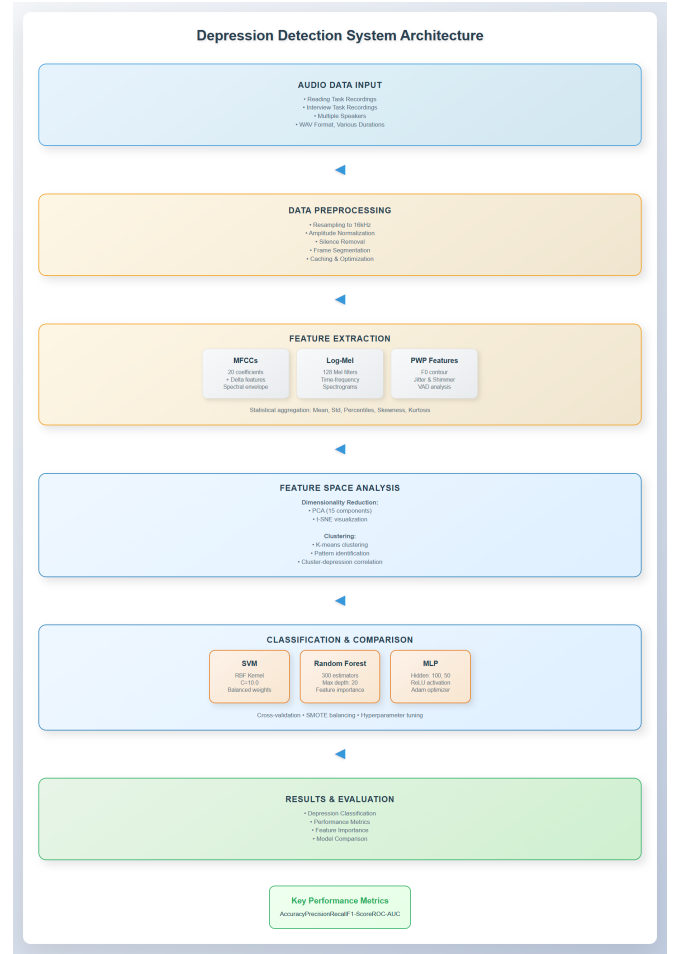 Depression Detection System Architecture
AUDIO DATA INPUT
• Reading Task Recordings
• Interview Task Recordings
• Multiple Speakers
• WAV Format, Various Durations
DATA PREPROCESSING
• Resampling to 16kHz
• Amplitude Normalization
• Silence Removal
• Frame Segmentation
• Caching & Optimization
FEATURE EXTRACTION
MFCCs
20 coefficients
+ Delta features
Spectral envelope
Log-Mel
128 Mel filters
Time-frequency
Spectrograms
PWP Features
F0 contour
Jitter & Shimmer
VAD analysis
Statistical aggregation: Mean, Std, Percentiles, Skewness, Kurtosis
FEATURE SPACE ANALYSIS
Dimensionality Reduction:
• PCA (15 components)
• t-SNE visualization
Clustering:
• K-means clustering
• Pattern identification
• Cluster-depression correlation
CLASSIFICATION & COMPARISON
SVM
RBF Kernel
C=10.0
Balanced weights
Random Forest
300 estimators
Max depth: 20
Feature importance
MLP
Hidden: 100, 50
ReLU activation
Adam optimizer
Cross-validation • SMOTE balancing • Hyperparameter tuning
RESULTS & EVALUATION
• Depression Classification
• Performance Metrics
• Feature Importance
• Model Comparison
Key Performance Metrics
AccuracyPrecisionRecallF1-ScoreROC-AUC